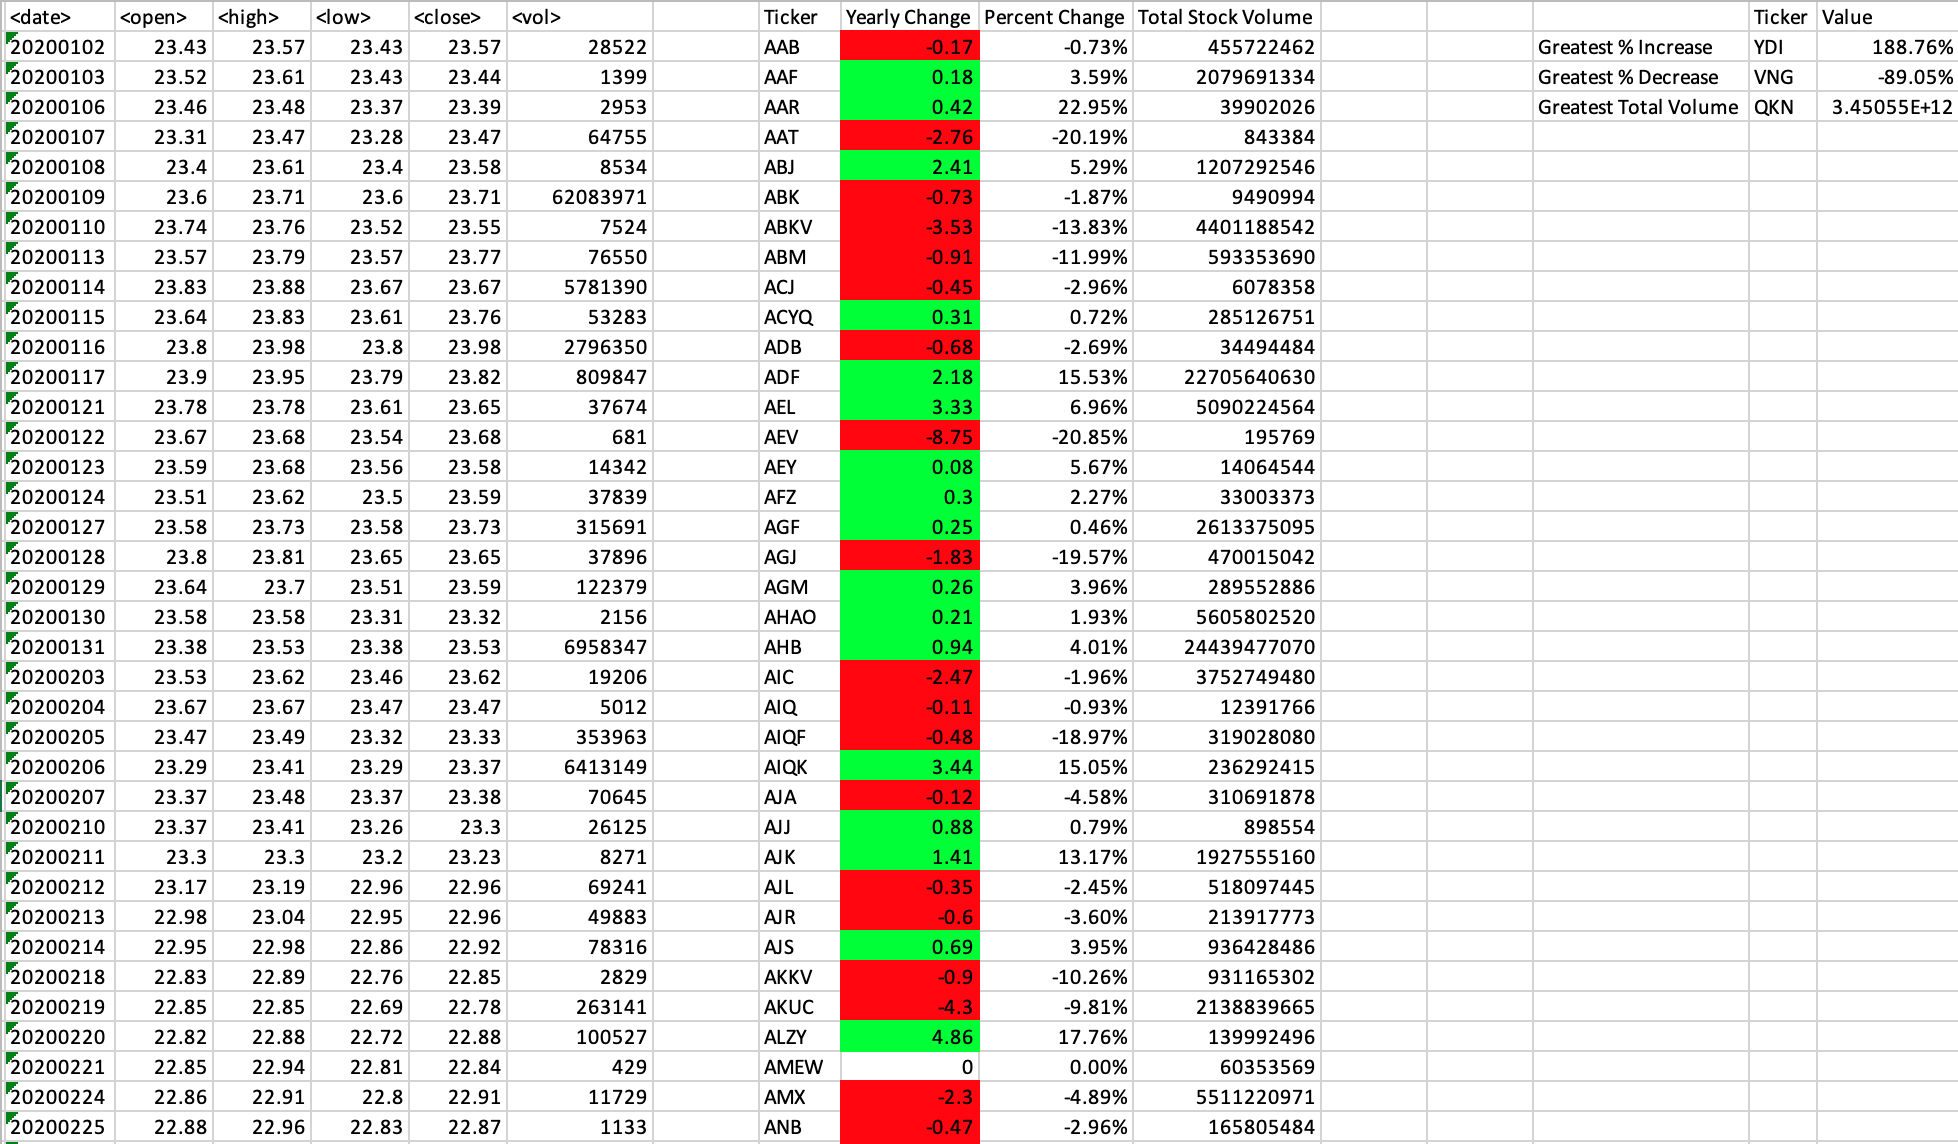 <date> <open> <high> <low> <close> <vol> Ticker Yearly Change Percent Change Total Stock Volume Ticker Value
20200102 23.43 23.57 23.43 23.57 28522 AAB -0.17 -0.73% 455722462 Greatest % Increase YDI 188.76%
20200103 23.52 23.61 23.43 23.44 1399 AAF 0.18 3.59% 2079691334 Greatest % Decrease VNG -89.05%
20200106 23.46 23.48 23.37 23.39 2953 AAR 0.42 22.95% 39902026 Greatest Total Volume QKN 3.45055E+12
20200107 23.31 23.47 23.28 23.47 64755 AAT -2.76 -20.19% 843384
20200108 23.4 23.61 23.4 23.58 8534 ABJ 2.41 5.29% 1207292546
20200109 23.6 23.71 23.6 23.71 62083971 ABK -0.73 -1.87% 9490994
20200110 23.74 23.76 23.52 23.55 7524 ABKV -3.53 -13.83% 4401188542
20200113 23.57 23.79 23.57 23.77 76550 ABM -0.91 -11.99% 593353690
20200114 23.83 23.88 23.67 23.67 5781390 ACJ -0.45 -2.96% 6078358
20200115 23.64 23.83 23.61 23.76 53283 ACYQ 0.31 0.72% 285126751
20200116 23.8 23.98 23.8 23.98 2796350 ADB -0.68 -2.69% 34494484
20200117 23.9 23.95 23.79 23.82 809847 ADF 2.18 15.53% 22705640630
20200121 23.78 23.78 23.61 23.65 37674 AEL 3.33 6.96% 5090224564
20200122 23.67 23.68 23.54 23.68 681 AEV -8.75 -20.85% 195769
20200123 23.59 23.68 23.56 23.58 14342 AEY 0.08 5.67% 14064544
20200124 23.51 23.62 23.5 23.59 37839 AFZ 0.3 2.27% 33003373
20200127 23.58 23.73 23.58 23.73 315691 AGF 0.25 0.46% 2613375095
20200128 23.8 23.81 23.65 23.65 37896 AGJ -1.83 -19.57% 470015042
20200129 23.64 23.7 23.51 23.59 122379 AGM 0.26 3.96% 289552886
20200130 23.58 23.58 23.31 23.32 2156 AHAO 0.21 1.93% 5605802520
20200131 23.38 23.53 23.38 23.53 6958347 AHB 0.94 4.01% 24439477070
20200203 23.53 23.62 23.46 23.62 19206 AIC -2.47 -1.96% 3752749480
20200204 23.67 23.67 23.47 23.47 5012 AIQ -0.11 -0.93% 12391766
20200205 23.47 23.49 23.32 23.33 353963 AIQF -0.48 -18.97% 319028080
20200206 23.29 23.41 23.29 23.37 6413149 AIQK 3.44 15.05% 236292415
20200207 23.37 23.48 23.37 23.38 70645 AJA -0.12 -4.58% 310691878
20200210 23.37 23.41 23.26 23.3 26125 AJJ 0.88 0.79% 898554
20200211 23.3 23.3 23.2 23.23 8271 AJK 1.41 13.17% 1927555160
20200212 23.17 23.19 22.96 22.96 69241 AJL -0.35 -2.45% 518097445
20200213 22.98 23.04 22.95 22.96 49883 AJR -0.6 -3.60% 213917773
20200214 22.95 22.98 22.86 22.92 78316 AJS 0.69 3.95% 936428486
20200218 22.83 22.89 22.76 22.85 2829 AKKV -0.9 -10.26% 931165302
20200219 22.85 22.85 22.69 22.78 263141 AKUC -4.3 -9.81% 2138839665
20200220 22.82 22.88 22.72 22.88 100527 ALZY 4.86 17.76% 139992496
20200221 22.85 22.94 22.81 22.84 429 AMEW 0 0.00% 60353569
20200224 22.86 22.91 22.8 22.91 11729 AMX -2.3 -4.89% 5511220971
20200225 22.88 22.96 22.83 22.87 1133 ANB -0.47 -2.96% 165805484